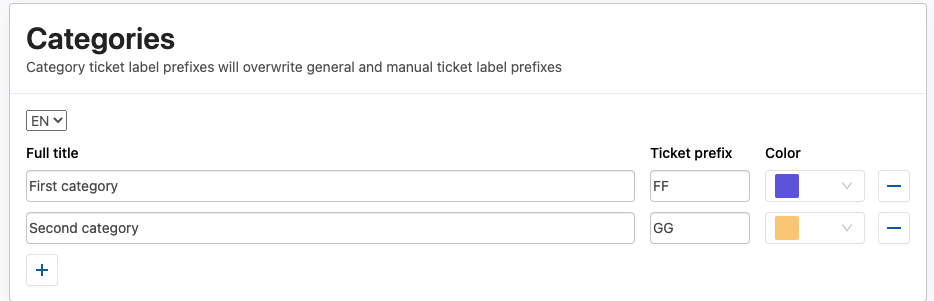 Categories
Category ticket label prefixes will overwrite general and manual ticket label prefixes
EN
Full title Ticket prefix Color
First category FF
Second category GG